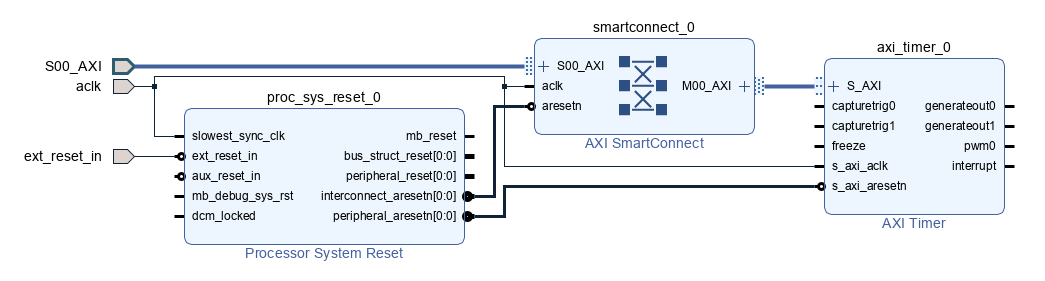 smartconnect_0
axi_timer_0
S00_AXI
S00_AXI
aclk
aclk
M00_AXI
S_AXI
aresetn
proc_sys_reset_0
capturetrig0
generateout0
capturetrig1
generateout1
slowest_sync_clk
mb_reset
AXI SmartConnect
freeze
pwm0
ext_reset_in
ext_reset_in
bus_struct_reset[0:0]
s_axi_aclk
interrupt
aux_reset_in
peripheral_reset[0:0]
s_axi_aresetn
mb_debug_sys_rst
interconnect_aresetn[0:0]
dcm_locked
peripheral_aresetn[0:0]
AXI Timer
Processor System Reset